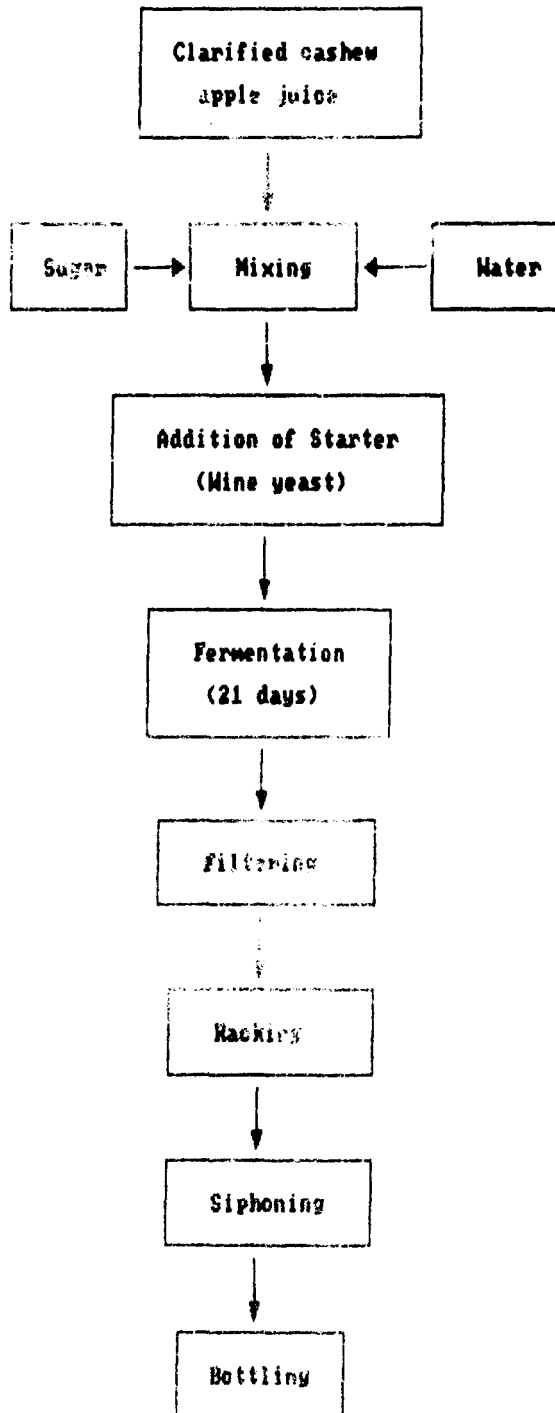 Clarified cashew
apple juice
Sugar
Mixing
Water
Addition of Starter
(Wine yeast)
Fermentation
(21 days)
Filtering
Racking
Siphoning
Bottling